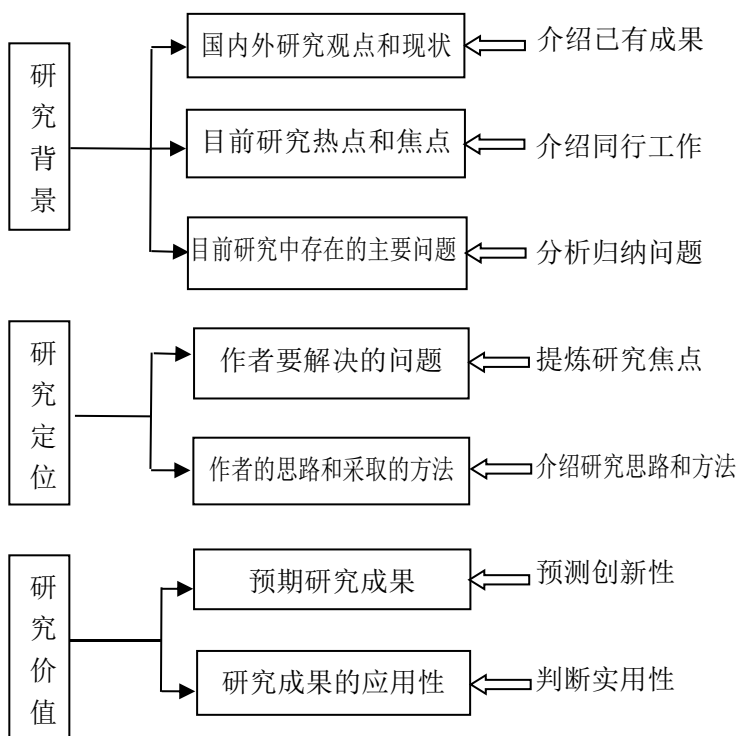 研究背景
国内外研究观点和现状
介绍已有成果
目前研究热点和焦点
介绍同行工作
目前研究中存在的主要问题
分析归纳问题
研究定位
作者要解决的问题
提炼研究焦点
作者的思路和采取的方法
介绍研究思路和方法
研究价值
预期研究成果
预测创新性
研究成果的应用性
判断实用性